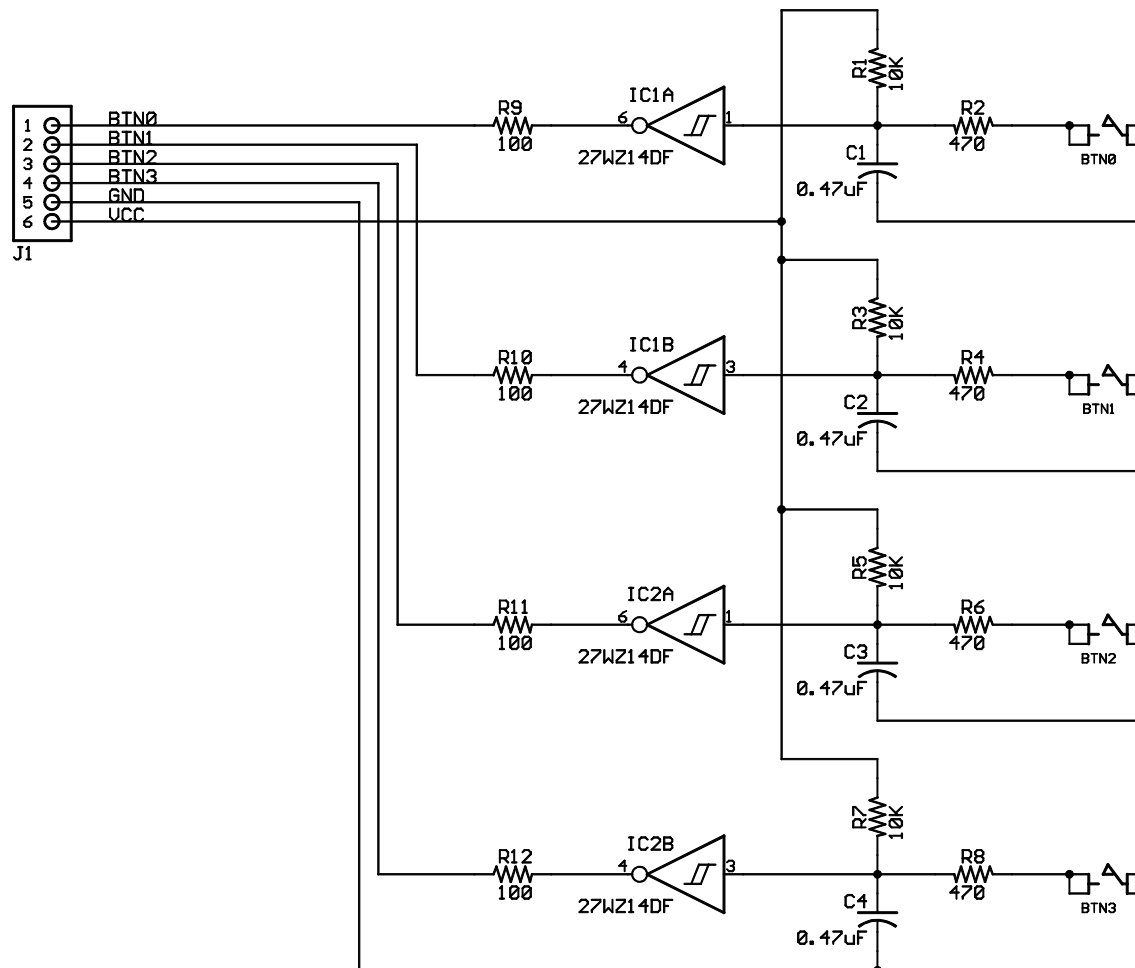 1 BTN0
2 BTN1
3 BTN2
4 BTN3
5 GND
6 VCC
J1
R9
100
6
IC1A
1
27WZ14DF
R1
10K
R2
470
C1
0.47uF
BTN0
R10
100
4
IC1B
3
27WZ14DF
R3
10K
R4
470
C2
0.47uF
BTN1
R11
100
6
IC2A
1
27WZ14DF
R5
10K
R6
470
C3
0.47uF
BTN2
R12
100
4
IC2B
3
27WZ14DF
R7
10K
R8
470
C4
0.47uF
BTN3